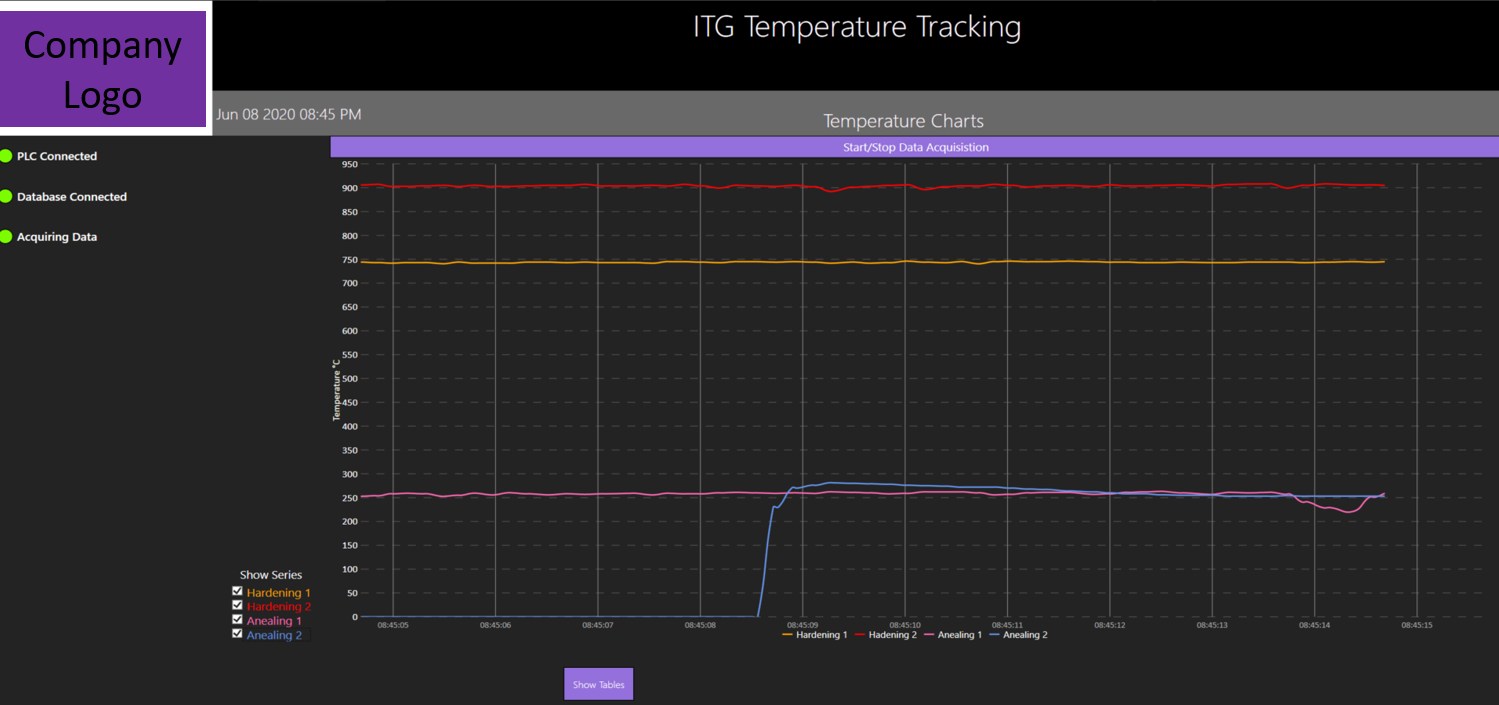 Company
Logo
ITG Temperature Tracking
Jun 08 2020 08:45 PM
Temperature Charts
PLC Connected
Database Connected
Acquiring Data
Start/Stop Data Acquisistion
950
900
850
800
750
700
650
600
550
500
450
400
350
300
250
200
150
100
50
0
Temperature °C
08:45:05 08:45:06 08:45:07 08:45:08 08:45:09 08:45:10 08:45:11 08:45:12 08:45:13 08:45:14 08:45:15
Hardening 1 Hadening 2 Anealing 1 Anealing 2
Show Series
Hardening 1
Hardening 2
Anealing 1
Anealing 2
Show Tables